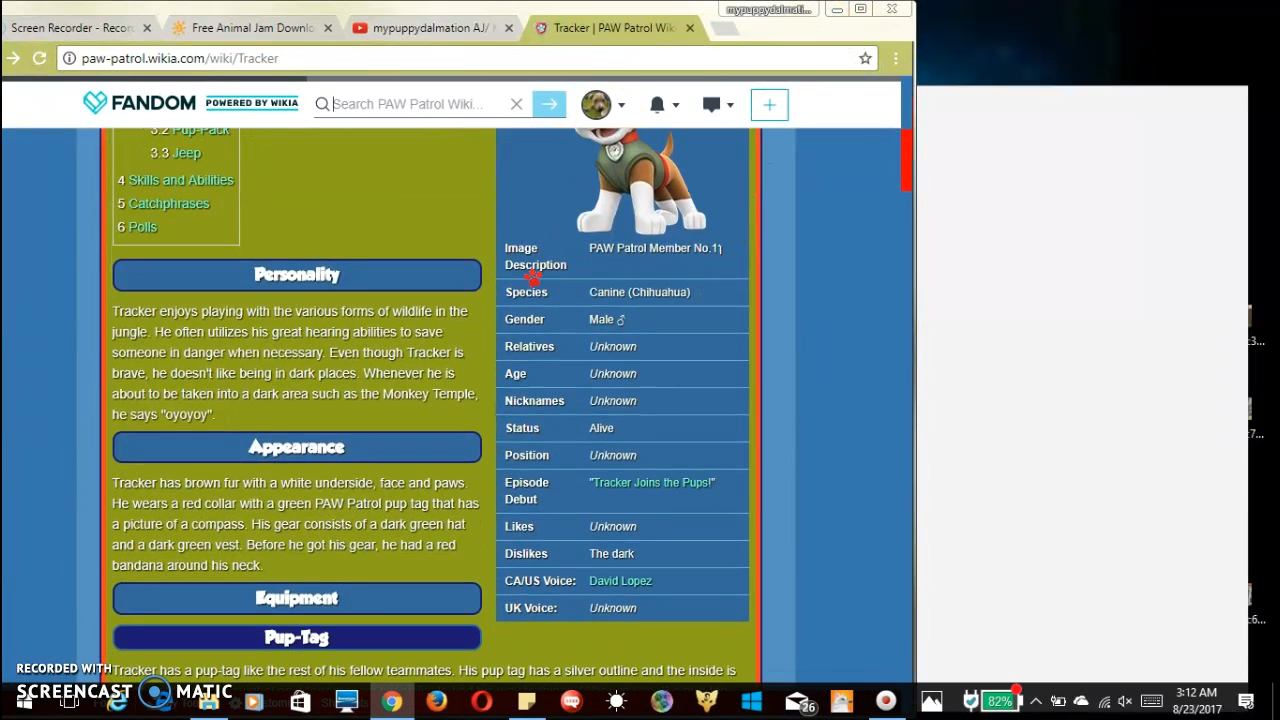 mypuppydalmati...
Screen Recorder - Recor
Free Animal Jam Downlo
mypuppydalmation AJ/ M
Tracker | PAW Patrol Wik
paw-patrol.wikia.com/wiki/Tracker
FANDOM POWERED BY WIKIA
Search PAW Patrol Wiki...
3.2 Pup-Pack
3.3 Jeep
4 Skills and Abilities
5 Catchphrases
6 Polls
Personality
Tracker enjoys playing with the various forms of wildlife in the
jungle. He often utilizes his great hearing abilities to save
someone in danger when necessary. Even though Tracker is
brave, he doesn't like being in dark places. Whenever he is
about to be taken into a dark area such as the Monkey Temple,
he says "oyoyoy".
Appearance
Tracker has brown fur with a white underside, face and paws.
He wears a red collar with a green PAW Patrol pup tag that has
a picture of a compass. His gear consists of a dark green hat
and a dark green vest. Before he got his gear, he had a red
bandana around his neck.
Equipment
Pup-Tag
Tracker has a pup-tag like the rest of his fellow teammates. His pup tag has a silver outline and the inside is
Image Description PAW Patrol Member No.11
Species Canine (Chihuahua)
Gender Male ♂
Relatives Unknown
Age Unknown
Nicknames Unknown
Status Alive
Position Unknown
Episode Debut "Tracker Joins the Pups!"
Likes Unknown
Dislikes The dark
CA/US Voice: David Lopez
UK Voice: Unknown
c3...
c7...
c6...
RECORDED WITH
SCREENCAST MATIC
26
82%
3:12 AM
8/23/2017